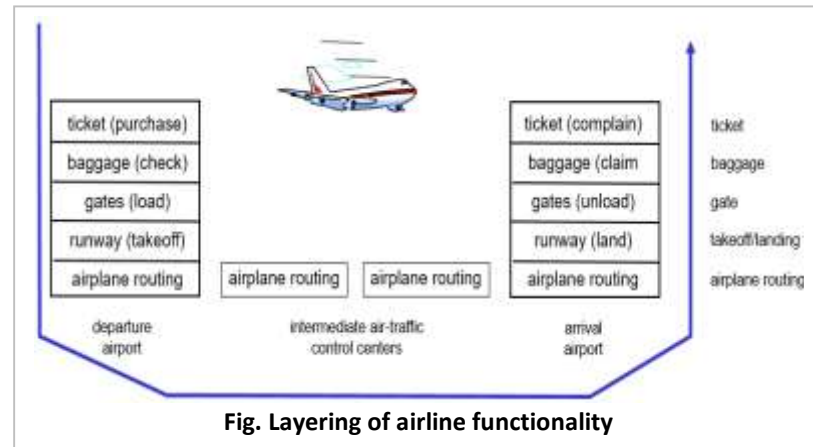 ticket (purchase)
baggage (check)
gates (load)
runway (takeoff)
airplane routing
airplane routing
airplane routing
ticket (complain)
baggage (claim
gates (unload)
runway (land)
airplane routing
ticket
baggage
gate
takeoff/landing
airplane routing
departure
airport
intermediate air-traffic
control centers
arrival
airport
Fig. Layering of airline functionality